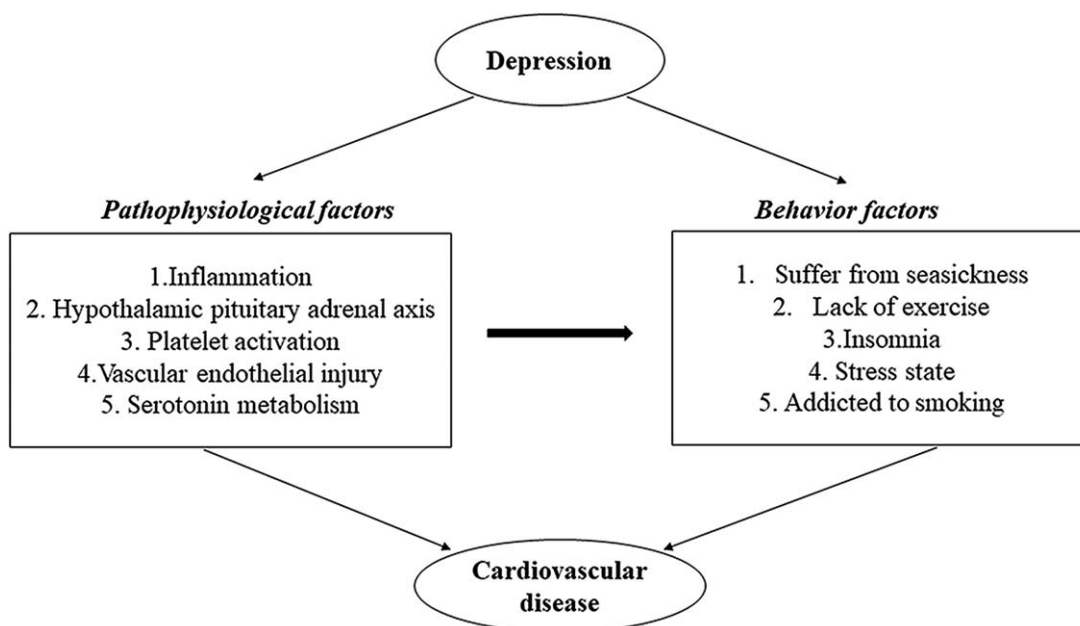 Depression
Pathophysiological factors
1.Inflammation
2. Hypothalamic pituitary adrenal axis
3. Platelet activation
4.Vascular endothelial injury
5. Serotonin metabolism
Behavior factors
1. Suffer from seasickness
2. Lack of exercise
3.Insomnia
4. Stress state
5. Addicted to smoking
Cardiovascular
disease